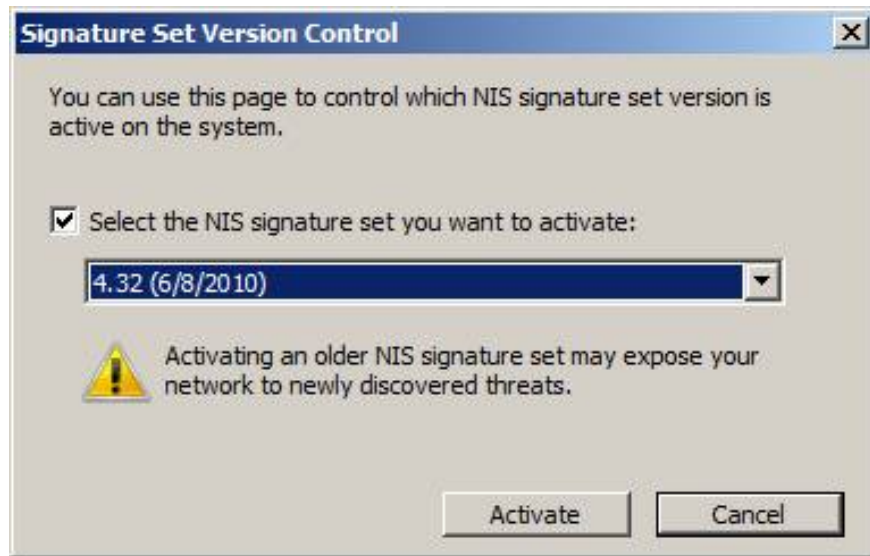 Signature Set Version Control
You can use this page to control which NIS signature set version is
active on the system.
Select the NIS signature set you want to activate:
4.32 (6/8/2010)
Activating an older NIS signature set may expose your
network to newly discovered threats.
Activate Cancel